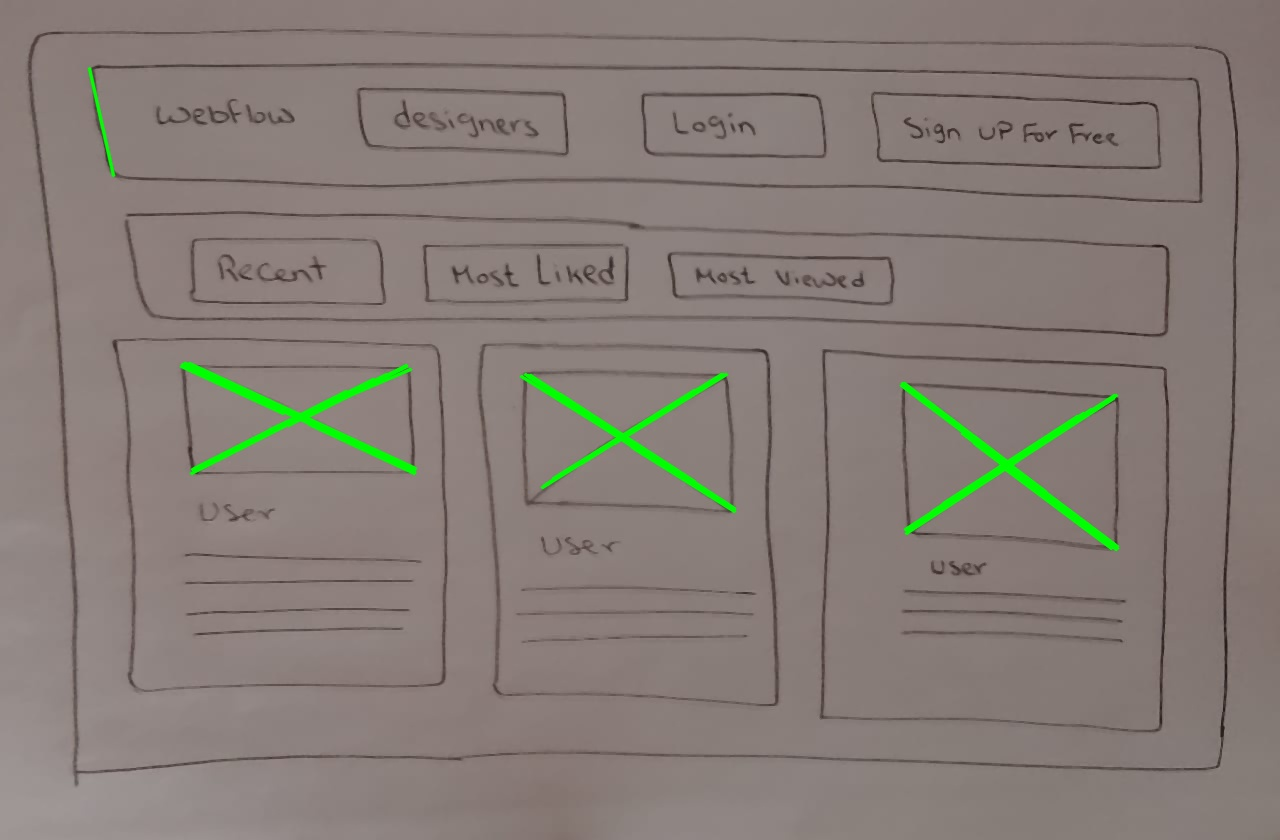 Webflow designers Login Sign UP For Free
Recent Most Liked Most Viewed
User User User